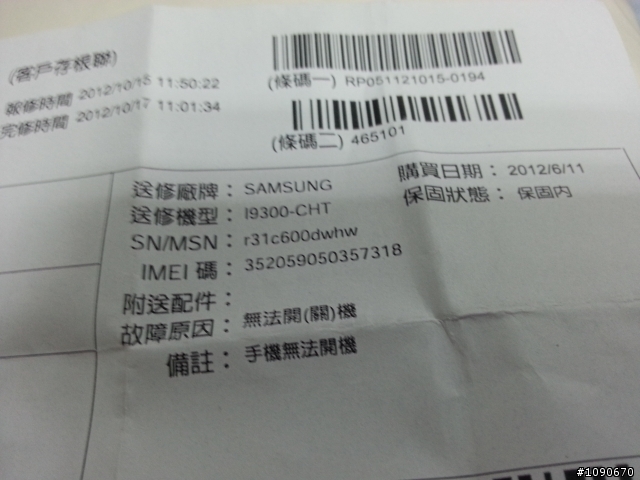 (客戶存根聯)
報修時間 2012/10/15 11:50:22
完修時間 2012/10/17 11:01:34
(條碼一) RP051121015-0194
(條碼二) 465101
送修廠牌： SAMSUNG
購買日期： 2012/6/11
送修機型： I9300-CHT
保固狀態： 保固內
SN/MSN： r31c600dwhw
IMEI 碼： 352059050357318
附送配件：
故障原因： 無法開(關)機
備註： 手機無法開機
#1090670